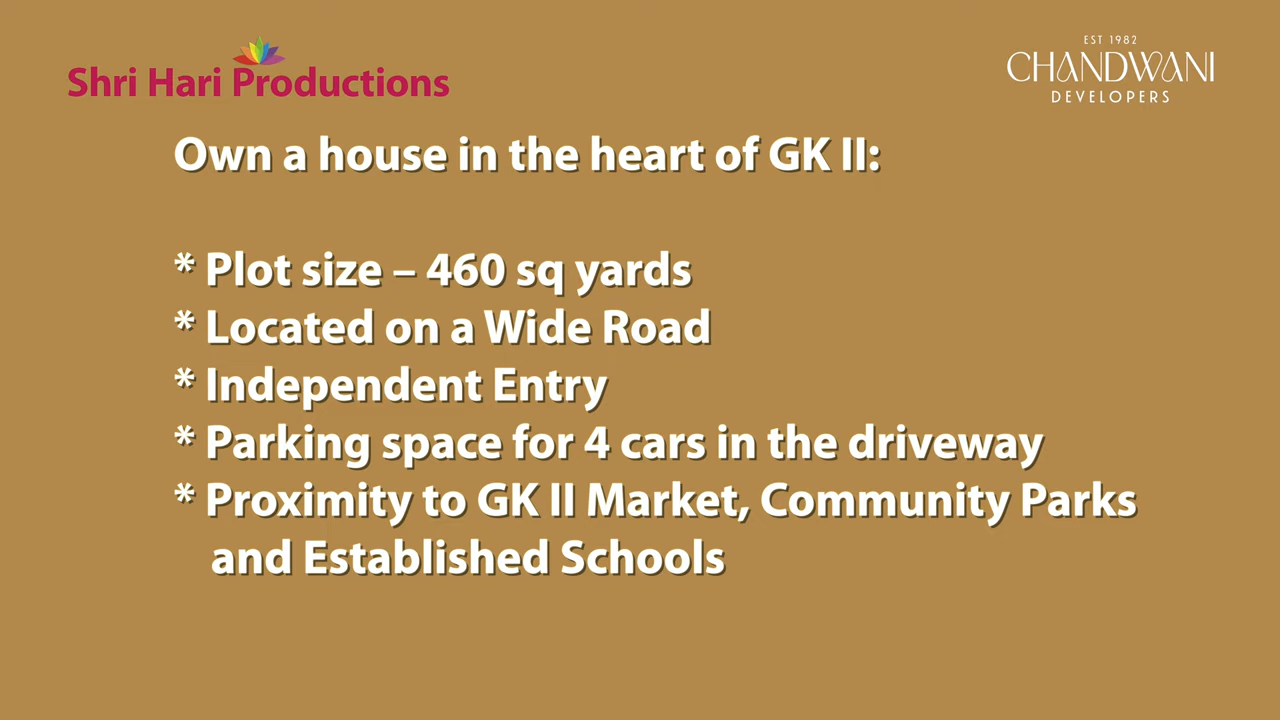 Shri Hari Productions
EST 1982
CHANDWANI
DEVELOPERS
Own a house in the heart of GK II:
* Plot size – 460 sq yards
* Located on a Wide Road
* Independent Entry
* Parking space for 4 cars in the driveway
* Proximity to GK II Market, Community Parks
and Established Schools